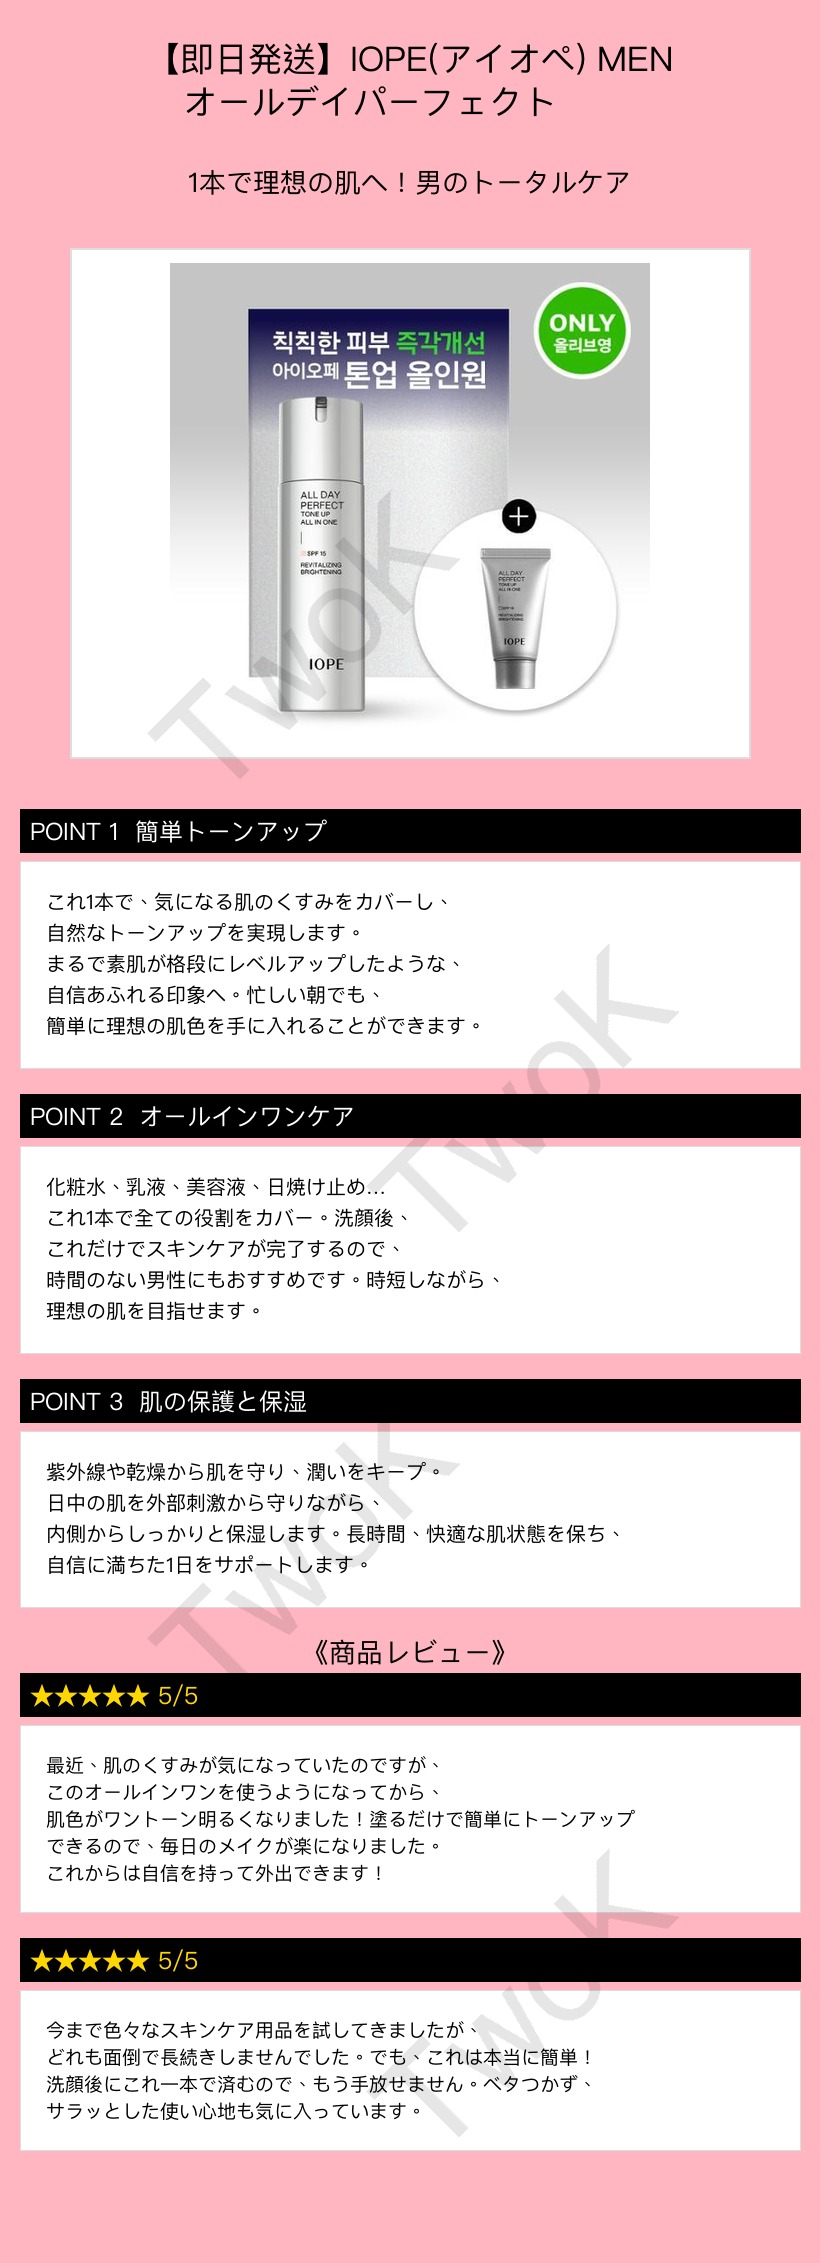 【即日発送】IOPE(アイオペ) MEN
オールデイパーフェクト
1本で理想の肌へ！男のトータルケア
칙칙한 피부 즉각개선
아이오페 톤업 올인원
ONLY
올리브영
ALL DAY
PERFECT
TONE UP
ALL IN ONE
SPF 15
REVITALIZING
BRIGHTENING
IOPE
ALL DAY
PERFECT
TONE UP
ALL IN ONE
REVITALIZING
BRIGHTENING
IOPE
TwoK
POINT 1 簡単トーンアップ
これ1本で、気になる肌のくすみをカバーし、
自然なトーンアップを実現します。
まるで素肌が格段にレベルアップしたような、
自信あふれる印象へ。忙しい朝でも、
簡単に理想の肌色を手に入れることができます。
TwoK
POINT 2 オールインワンケア
化粧水、乳液、美容液、日焼け止め...
これ1本で全ての役割をカバー。洗顔後、
これだけでスキンケアが完了するので、
時間のない男性にもおすすめです。時短しながら、
理想の肌を目指せます。
POINT 3 肌の保護と保湿
紫外線や乾燥から肌を守り、潤いをキープ。
日中の肌を外部刺激から守りながら、
内側からしっかりと保湿します。長時間、快適な肌状態を保ち、
自信に満ちた1日をサポートします。
TwoK
《商品レビュー》
★★★★★ 5/5
最近、肌のくすみが気になっていたのですが、
このオールインワンを使うようになってから、
肌色がワントーン明るくなりました！塗るだけで簡単にトーンアップ
できるので、毎日のメイクが楽になりました。
これからは自信を持って外出できます！
★★★★★ 5/5
今まで色々なスキンケア用品を試してきましたが、
どれも面倒で長続きしませんでした。でも、これは本当に簡単！
洗顔後にこれ一本で済むので、もう手放せません。ベタつかず、
サラッとした使い心地も気に入っています。
TwoK